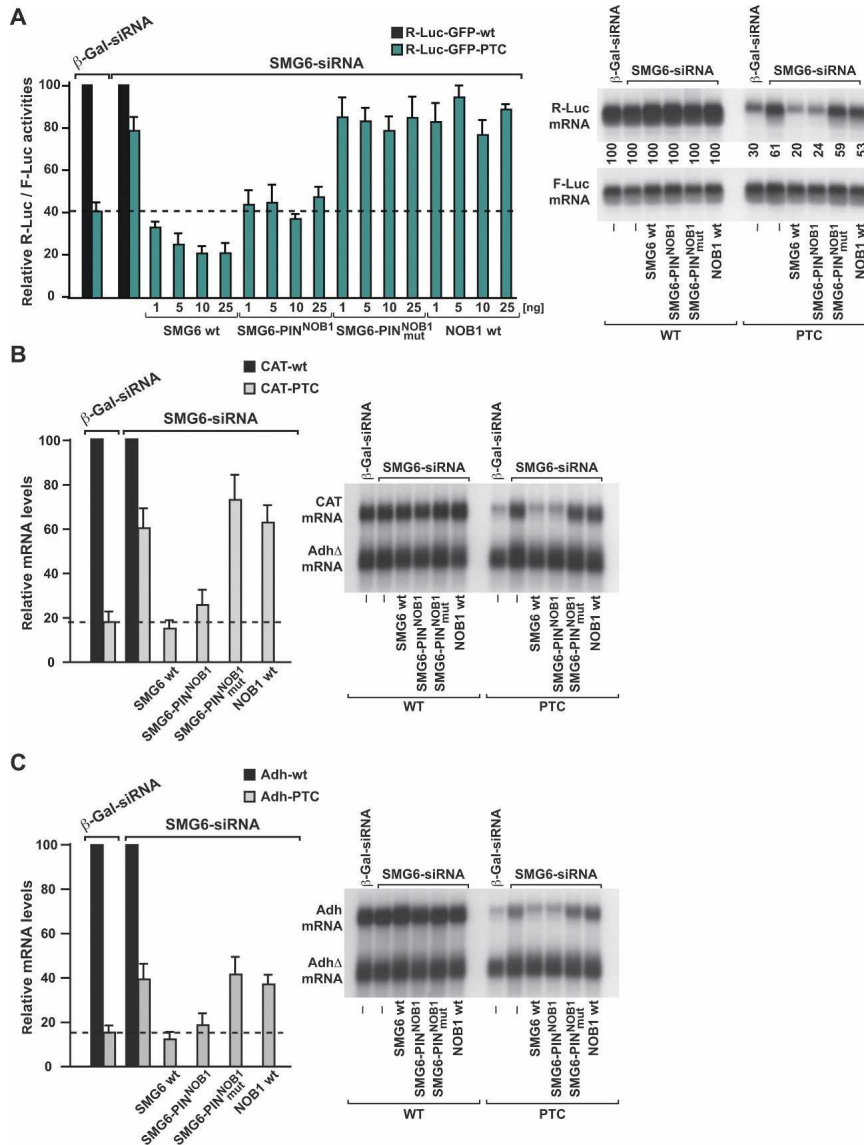 A
β-Gal-siRNA
R-Luc-GFP-wt
R-Luc-GFP-PTC
SMG6-siRNA
Relative R-Luc / F-Luc activities
100
80
60
40
20
0
1 5 10 25 1 5 10 25 1 5 10 25 1 5 10 25 [ng]
SMG6 wt SMG6-PIN^NOB1 SMG6-PIN^NOB1 mut NOB1 wt
β-Gal-siRNA
SMG6-siRNA
β-Gal-siRNA
SMG6-siRNA
R-Luc mRNA
100 100 100 100 100 100 30 61 20 24 59 53
F-Luc mRNA
– – SMG6 wt SMG6-PIN^NOB1 SMG6-PIN^NOB1 mut NOB1 wt – – SMG6 wt SMG6-PIN^NOB1 SMG6-PIN^NOB1 mut NOB1 wt
WT PTC
B
β-Gal-siRNA
CAT-wt
CAT-PTC
SMG6-siRNA
Relative mRNA levels
100
80
60
40
20
0
SMG6 wt SMG6-PIN^NOB1 SMG6-PIN^NOB1 mut NOB1 wt
β-Gal-siRNA
SMG6-siRNA
β-Gal-siRNA
SMG6-siRNA
CAT mRNA
AdhΔ mRNA
– – SMG6 wt SMG6-PIN^NOB1 SMG6-PIN^NOB1 mut NOB1 wt – – SMG6 wt SMG6-PIN^NOB1 SMG6-PIN^NOB1 mut NOB1 wt
WT PTC
C
β-Gal-siRNA
Adh-wt
Adh-PTC
SMG6-siRNA
Relative mRNA levels
100
80
60
40
20
0
SMG6 wt SMG6-PIN^NOB1 SMG6-PIN^NOB1 mut NOB1 wt
β-Gal-siRNA
SMG6-siRNA
β-Gal-siRNA
SMG6-siRNA
Adh mRNA
AdhΔ mRNA
– – SMG6 wt SMG6-PIN^NOB1 SMG6-PIN^NOB1 mut NOB1 wt – – SMG6 wt SMG6-PIN^NOB1 SMG6-PIN^NOB1 mut NOB1 wt
WT PTC